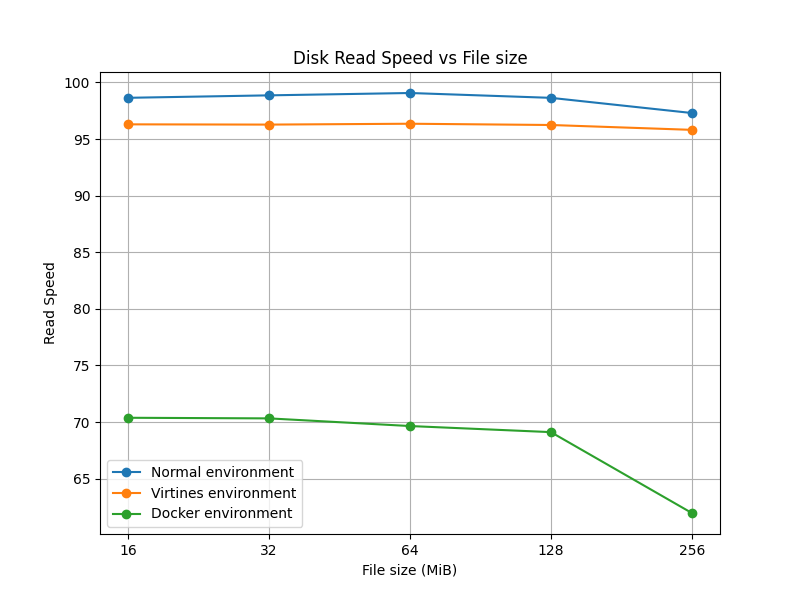 Disk Read Speed vs File size
Read Speed
100
95
90
85
80
75
70
65
Normal environment
Virtines environment
Docker environment
16 32 64 128 256
File size (MiB)